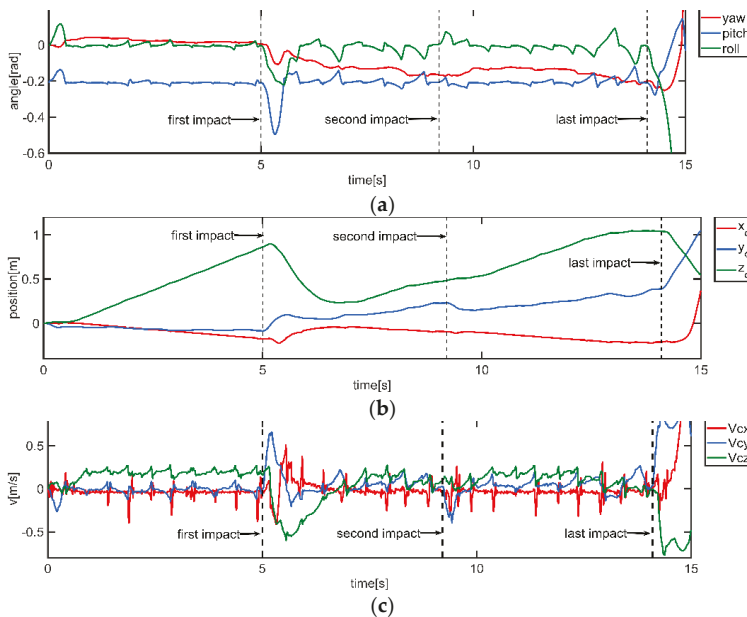 0
-0.2
-0.4
-0.6
angle[rad]
first impact
second impact
last impact
yaw
pitch
roll
0
5
10
15
time[s]
(a)
1
0.5
0
position[m]
first impact
second impact
last impact
0
5
10
15
time[s]
(b)
0.5
0
-0.5
v[m/s]
first impact
second impact
last impact
Vcx
Vcy
Vcz
0
5
10
15
time[s]
(c)